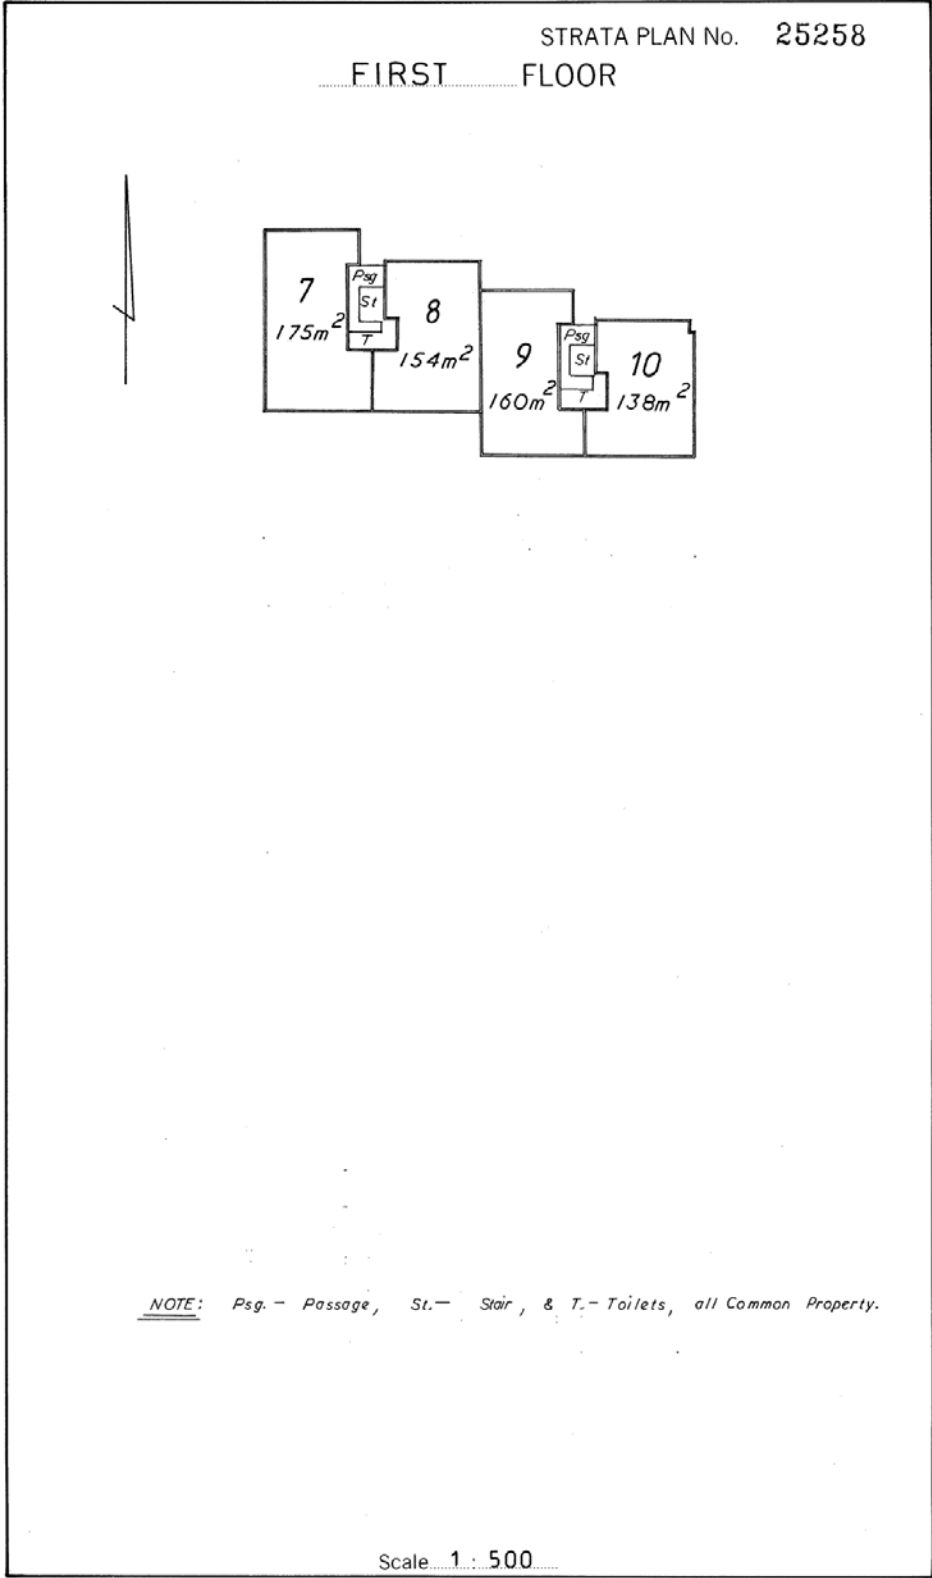 STRATA PLAN No. 25258
FIRST FLOOR
7
175m²
Psg
St
T
8
154m²
9
160m²
Psg
St
T
10
138m²
NOTE: Psg. - Passage, St. - Stair, & T. - Toilets, all Common Property.
Scale 1 : 500